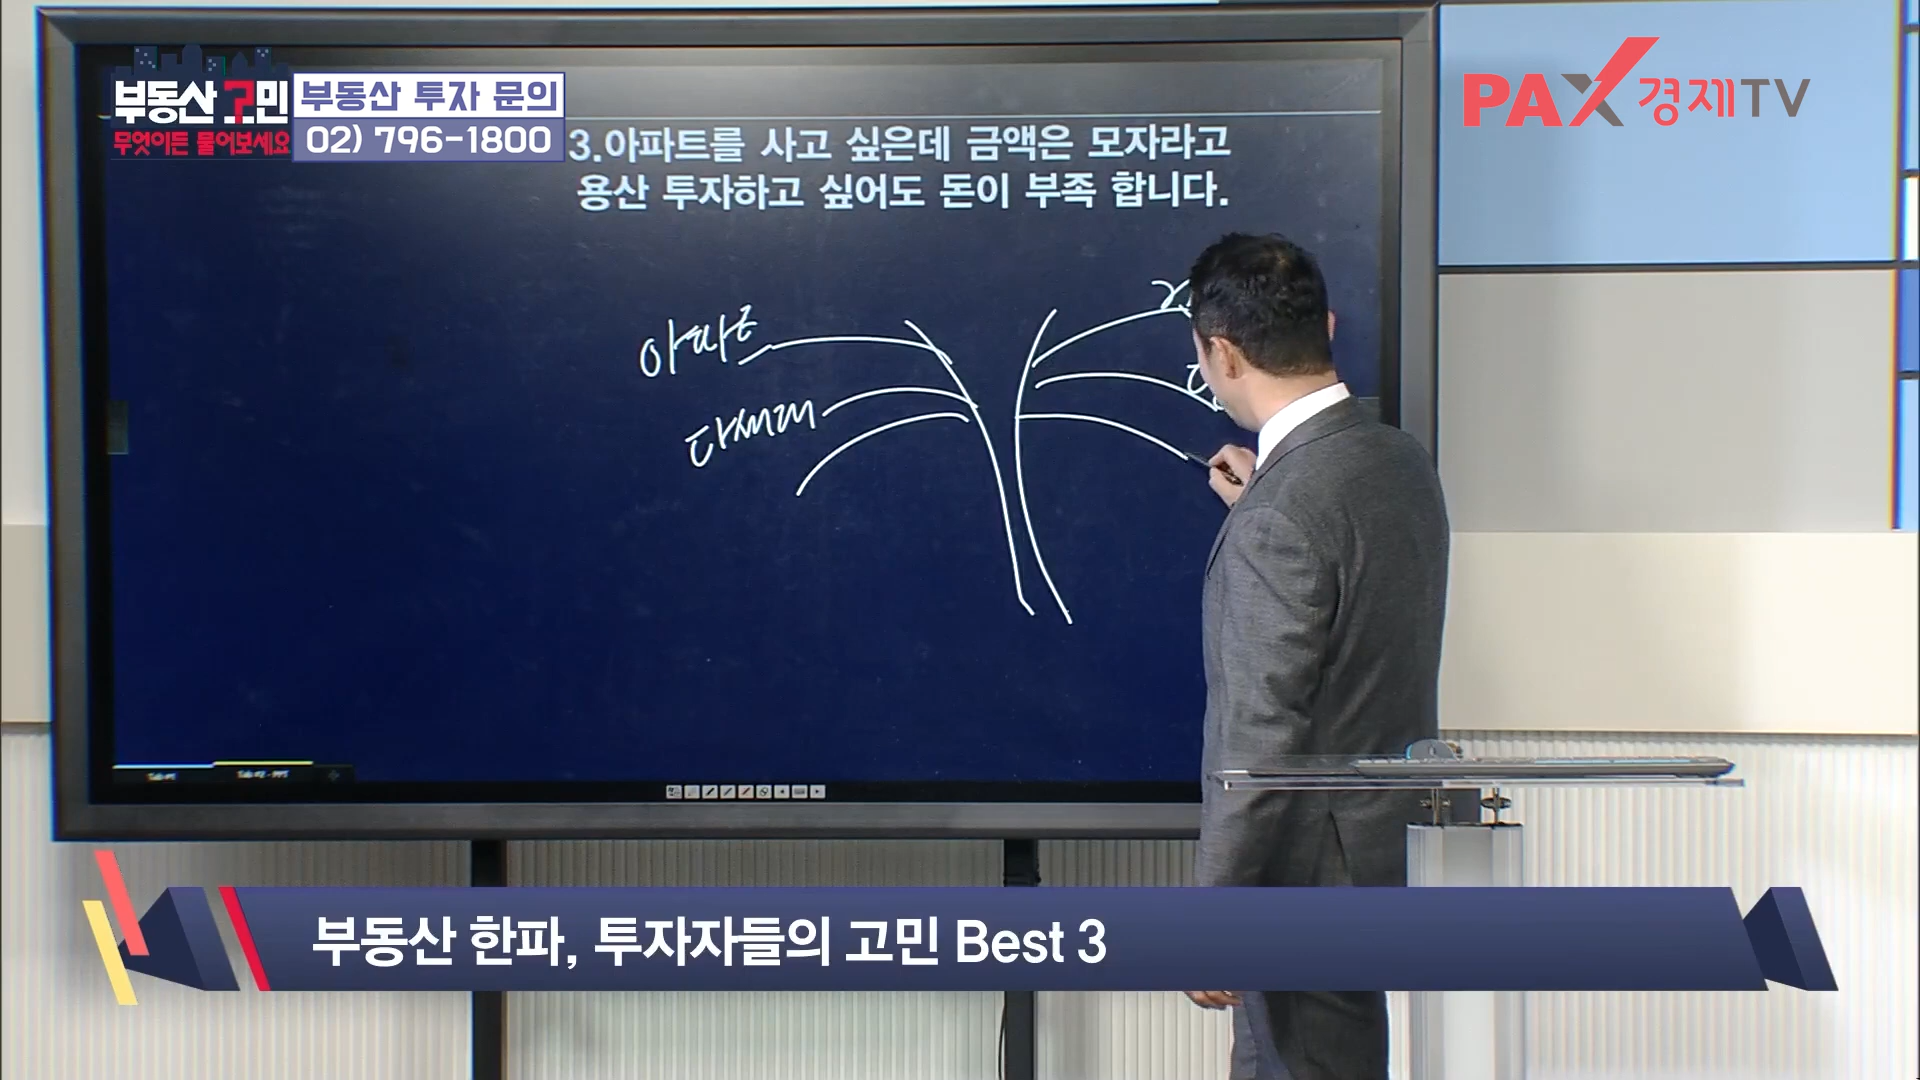 부동산 고민
무엇이든 물어보세요
부동산 투자 문의
02) 796-1800
PAX경제TV
3.아파트를 사고 싶은데 금액은 모자라고
용산 투자하고 싶어도 돈이 부족 합니다.
아파트
다세대
부동산 한파, 투자자들의 고민 Best 3